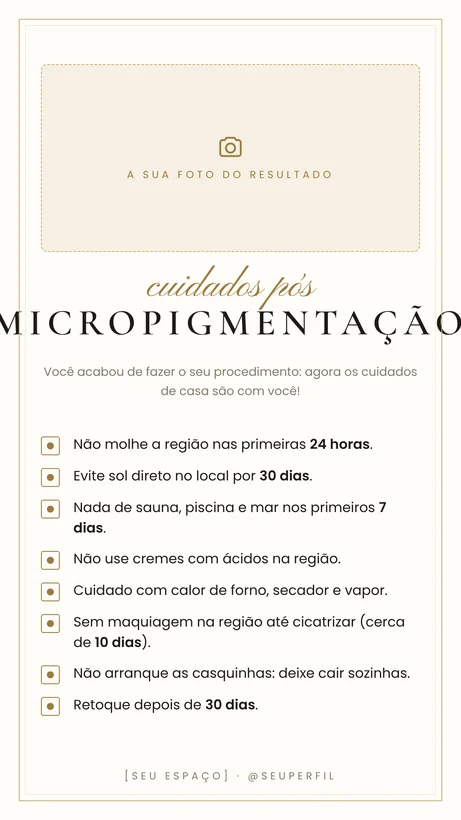 A SUA FOTO DO RESULTADO
cuidados pós
MICROPIGMENTAÇÃO
Você acabou de fazer o seu procedimento: agora os cuidados
de casa são com você!
Não molhe a região nas primeiras 24 horas.
Evite sol direto no local por 30 dias.
Nada de sauna, piscina e mar nos primeiros 7
dias.
Não use cremes com ácidos na região.
Cuidado com calor de forno, secador e vapor.
Sem maquiagem na região até cicatrizar (cerca
de 10 dias).
Não arranque as casquinhas: deixe cair sozinhas.
Retoque depois de 30 dias.
[SEU ESPAÇO] · @SEUPERFIL